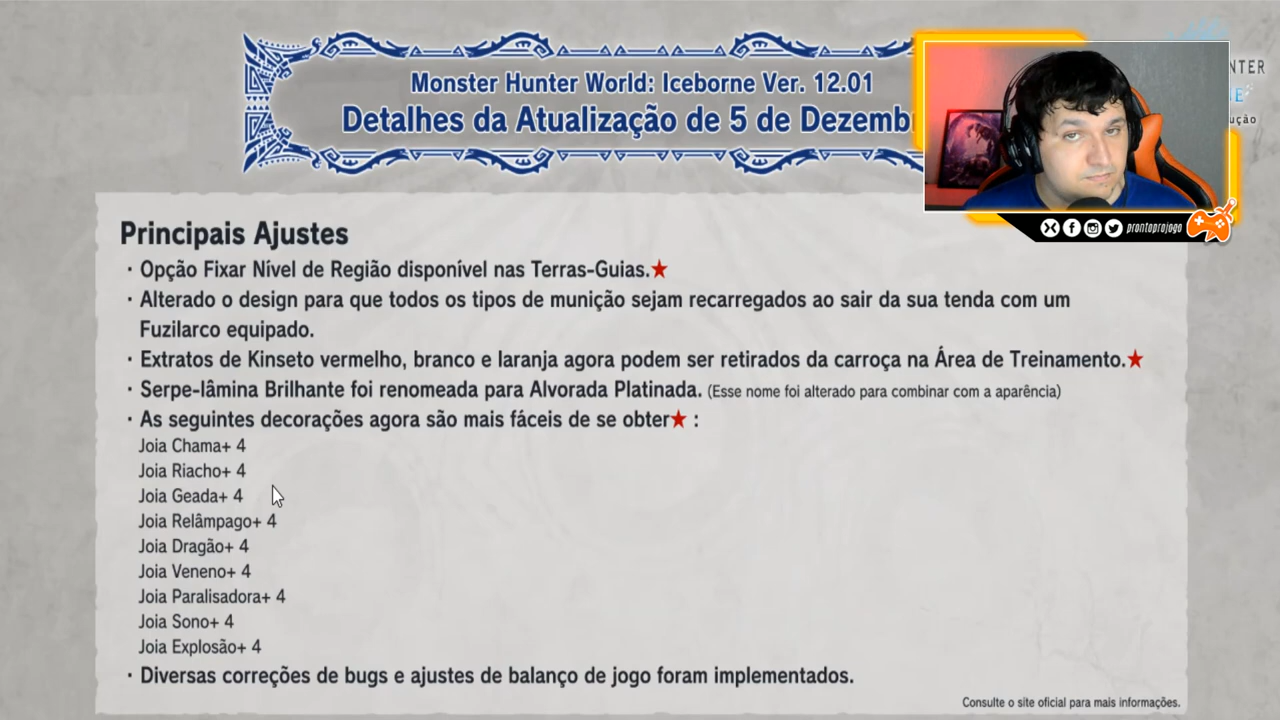 Monster Hunter World: Iceborne Ver. 12.01
Detalhes da Atualização de 5 de Dezemb
NTER
NE
ução
prontoprojogo
Principais Ajustes
· Opção Fixar Nível de Região disponível nas Terras-Guias.★
· Alterado o design para que todos os tipos de munição sejam recarregados ao sair da sua tenda com um
Fuzilarco equipado.
· Extratos de Kinseto vermelho, branco e laranja agora podem ser retirados da carroça na Área de Treinamento.★
· Serpe-lâmina Brilhante foi renomeada para Alvorada Platinada. (Esse nome foi alterado para combinar com a aparência)
· As seguintes decorações agora são mais fáceis de se obter★ :
Joia Chama+ 4
Joia Riacho+ 4
Joia Geada+ 4
Joia Relâmpago+ 4
Joia Dragão+ 4
Joia Veneno+ 4
Joia Paralisadora+ 4
Joia Sono+ 4
Joia Explosão+ 4
· Diversas correções de bugs e ajustes de balanço de jogo foram implementados.
Consulte o site oficial para mais informações.